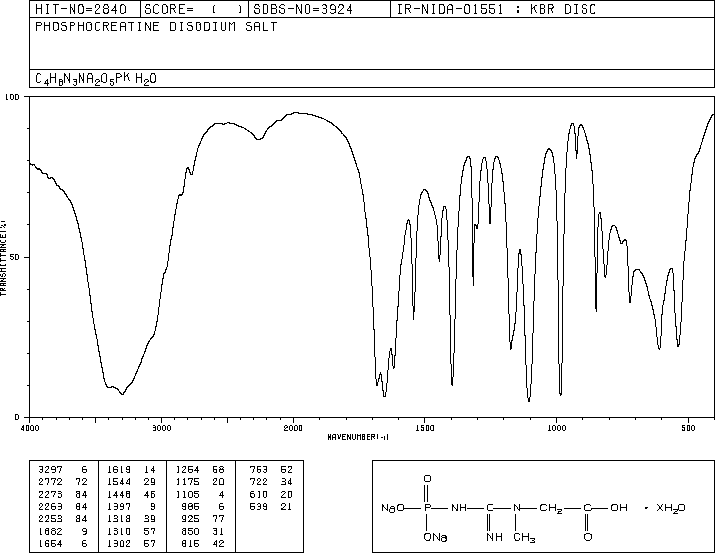 HIT-NO=2840 SCORE= ( ) SDBS-NO=3924 IR-NIDA-01551 : KBR DISC
PHOSPHOCREATINE DISODIUM SALT
C4H8N3NA2O5PX H2O
100
TRANSMITTANCE(%)
50
0
4000 3000 2000 1500 1000 500
WAVENUMBER(-1)
3297 6 1619 14 1254 58 753 52
2772 72 1544 29 1175 20 722 34
2273 84 1448 46 1105 4 610 20
2263 84 1397 9 985 6 539 21
2253 84 1318 39 925 77
1682 9 1310 57 850 31
1654 6 1302 57 815 42
O
NaO P NH C N CH2 C OH · XH2O
ONa NH CH3 O